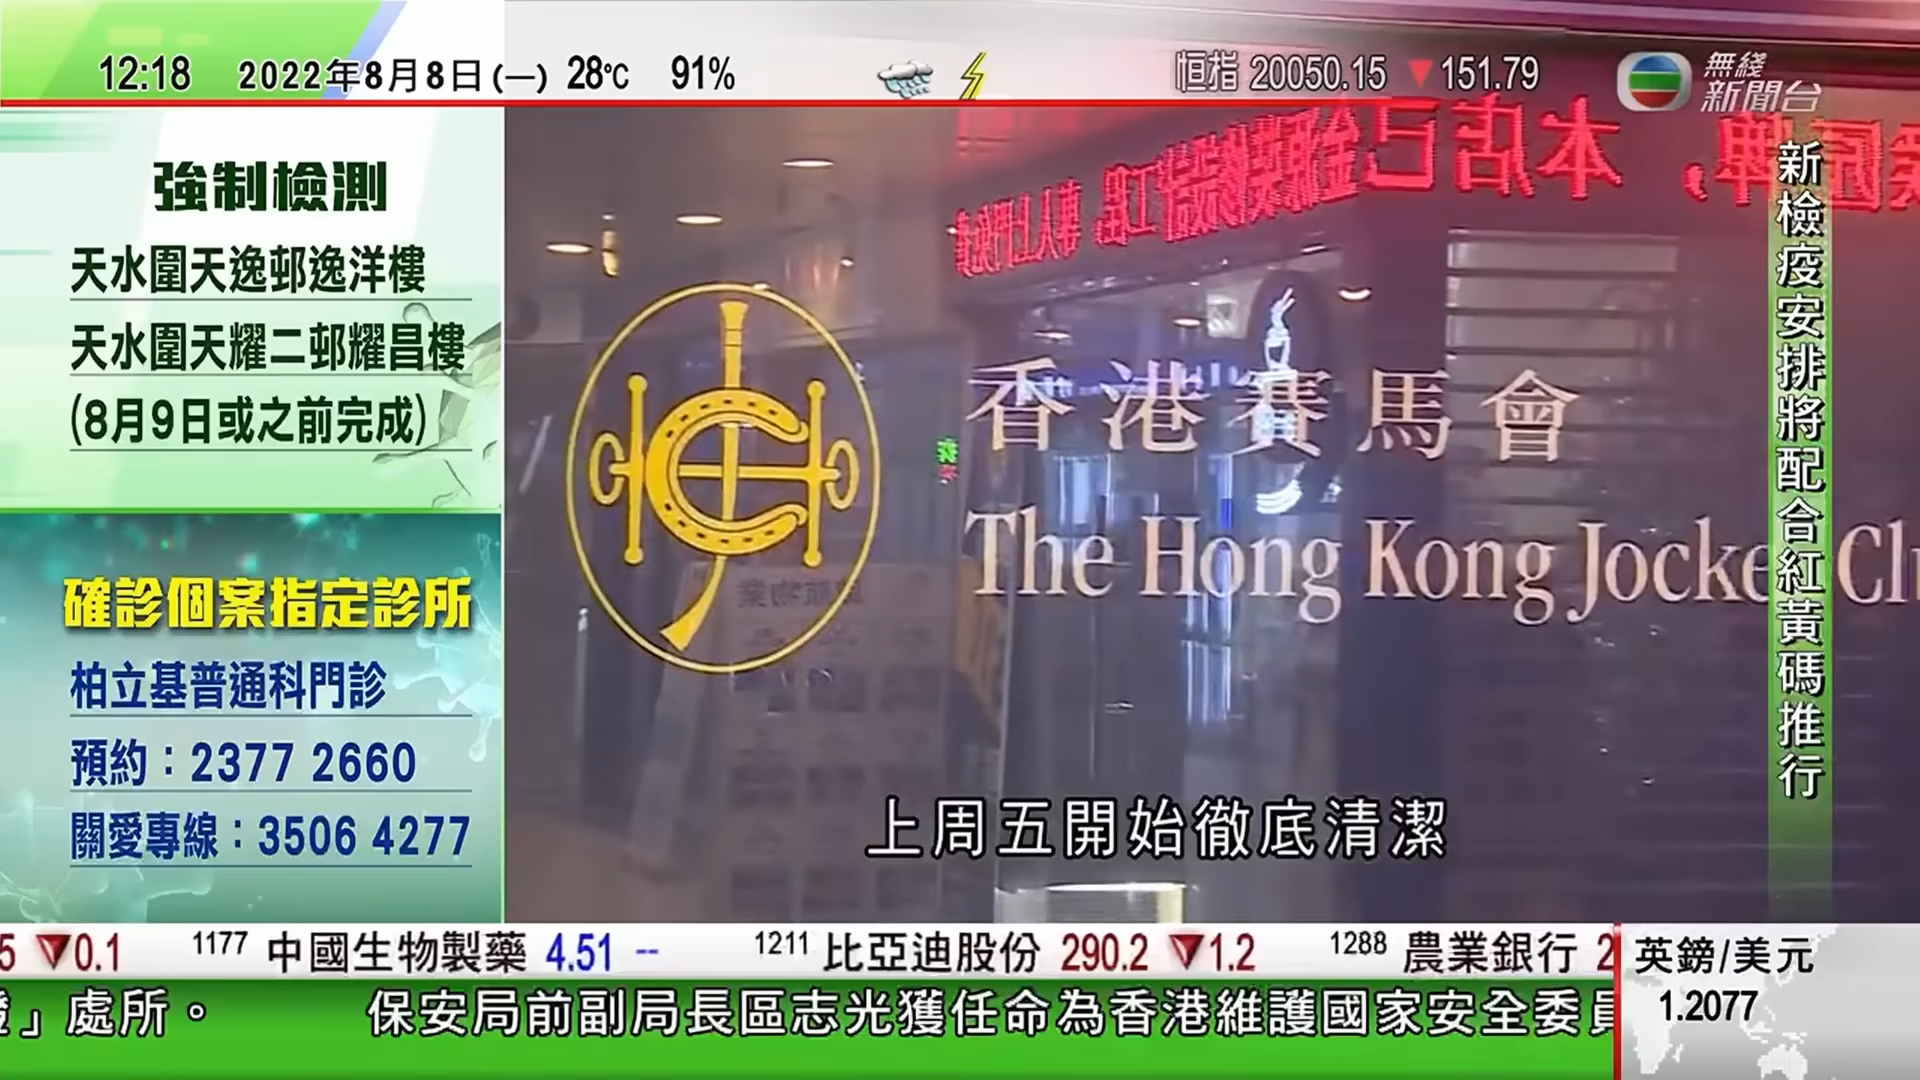 12:18 2022年8月8日(一) 28℃ 91% 恒指 20050.15 ▼151.79
無綫
新聞台
強制檢測
天水圍天逸邨逸洋樓
天水圍天耀二邨耀昌樓
(8月9日或之前完成)
確診個案指定診所
柏立基普通科門診
預約：2377 2660
關愛專線：3506 4277
本店已
香港賽馬會
The Hong Kong Jockey
新檢疫安排將配合紅黃碼推行
上周五開始徹底清潔
5 ▼0.1 1177 中國生物製藥 4.51 -- 1211 比亞迪股份 290.2 ▼1.2 1288 農業銀行 2
」處所。 保安局前副局長區志光獲任命為香港維護國家安全委員
英鎊/美元
1.2077